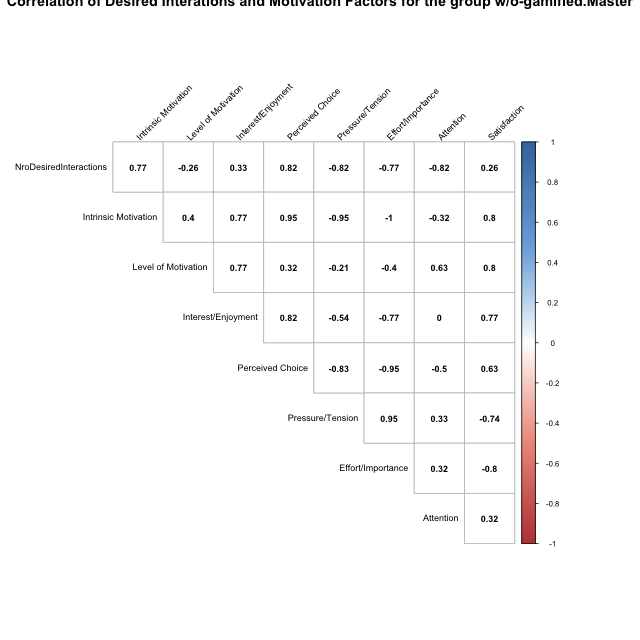 Correlation of Desired Interations and Motivation Factors for the group w/o-gamified.Master
Intrinsic Motivation
Level of Motivation
Interest/Enjoyment
Perceived Choice
Pressure/Tension
Effort/Importance
Attention
Satisfaction
NroDesiredInteractions 0.77 -0.26 0.33 0.82 -0.82 -0.77 -0.82 0.26
Intrinsic Motivation 0.4 0.77 0.95 -0.95 -1 -0.32 0.8
Level of Motivation 0.77 0.32 -0.21 -0.4 0.63 0.8
Interest/Enjoyment 0.82 -0.54 -0.77 0 0.77
Perceived Choice -0.83 -0.95 -0.5 0.63
Pressure/Tension 0.95 0.33 -0.74
Effort/Importance 0.32 -0.8
Attention 0.32
1
0.8
0.6
0.4
0.2
0
-0.2
-0.4
-0.6
-0.8
-1